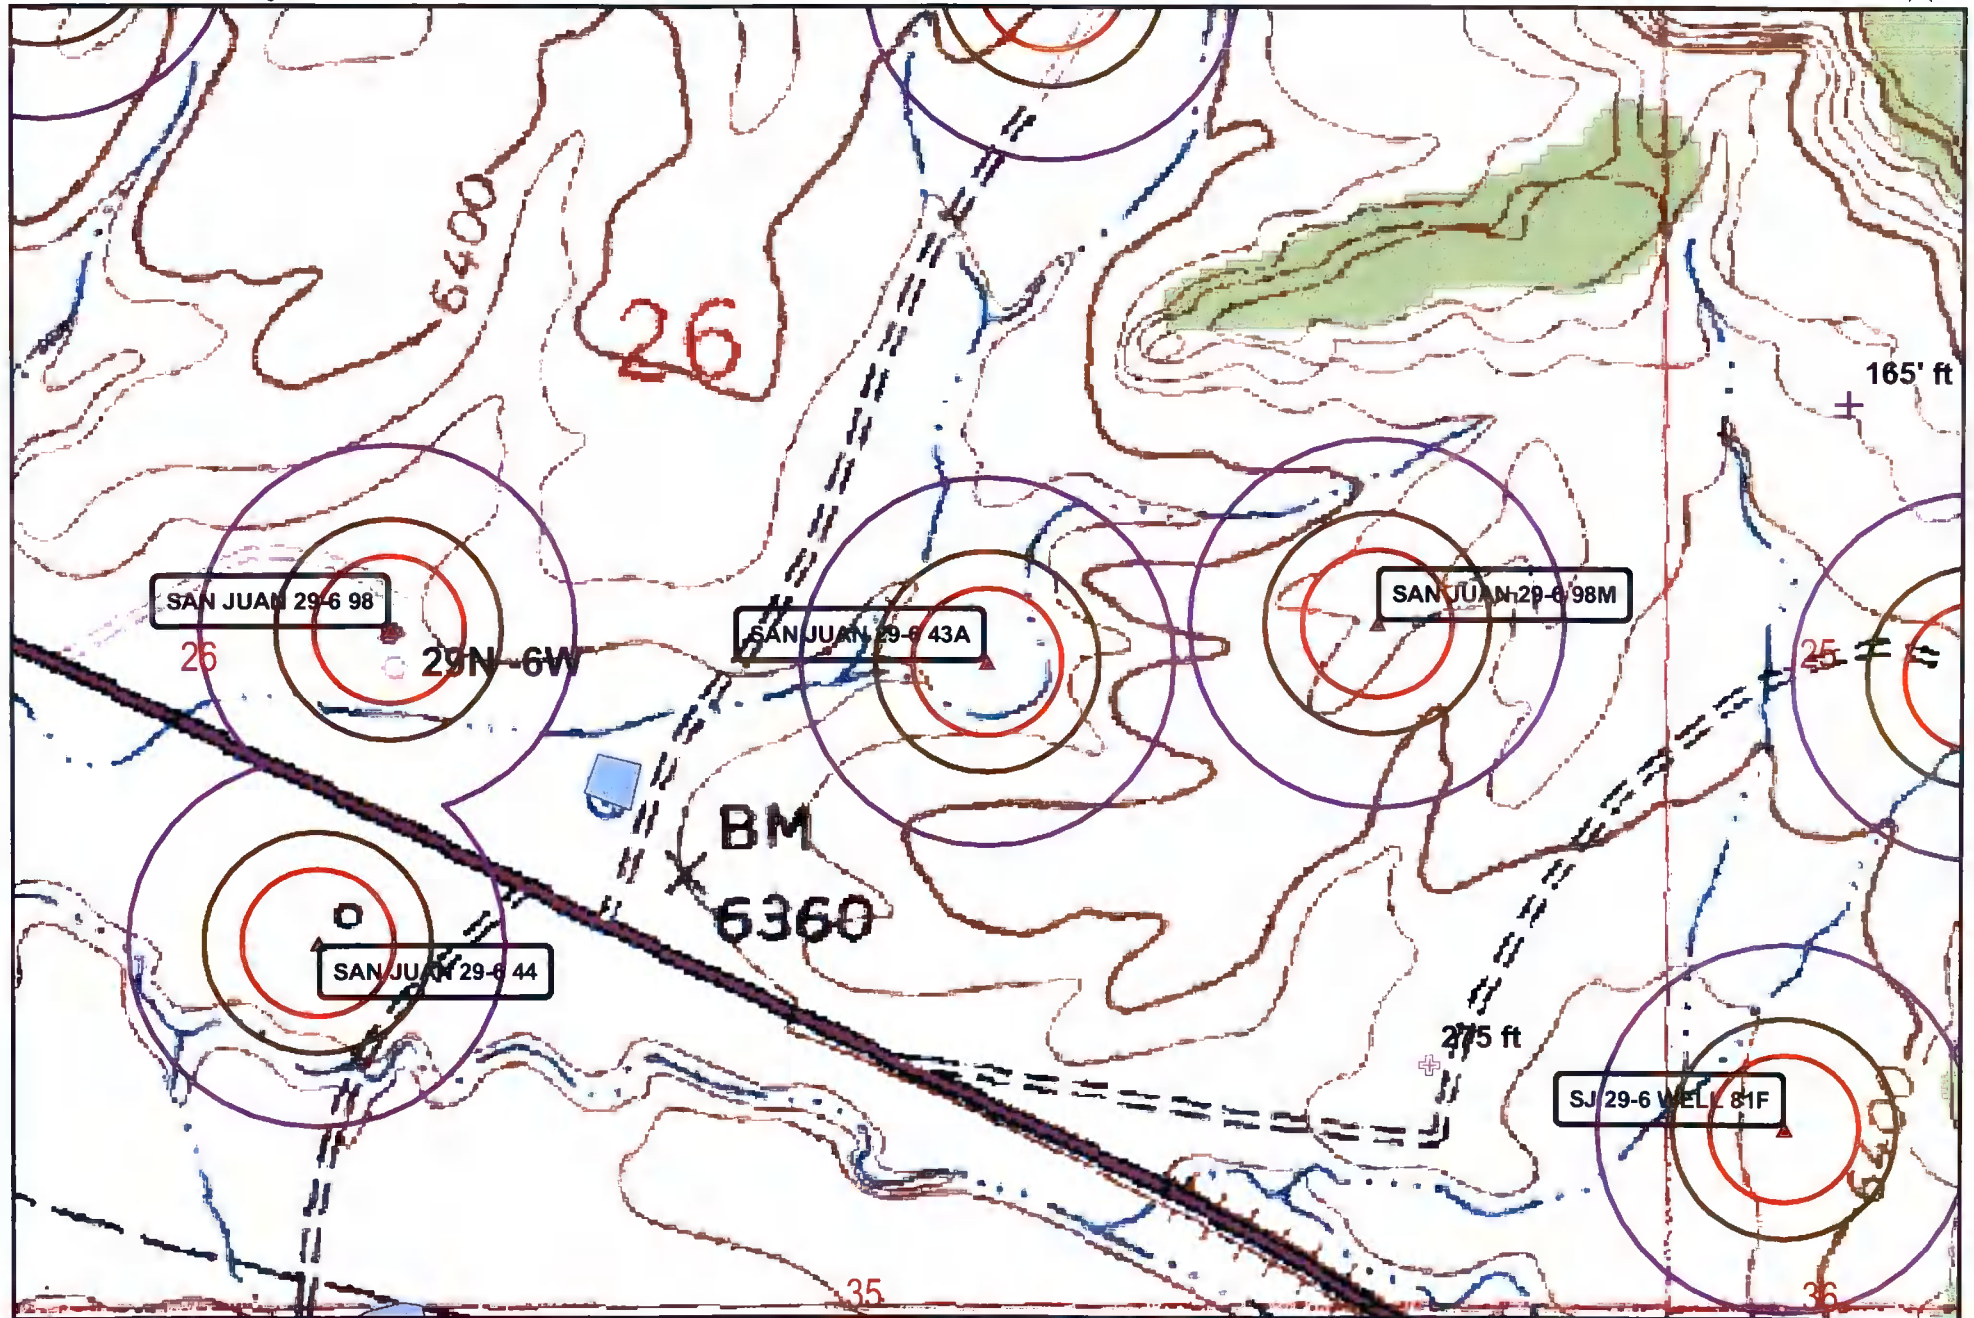 6400
26
165' ft
SAN JUAN 29-6 98
SAN JUAN 29-6 43A
SAN JUAN 29-6 98M
26
29N -6W
25
BM
6360
SAN JUAN 29-6 44
275 ft
SJ 29-6 WELL 81F
35
36